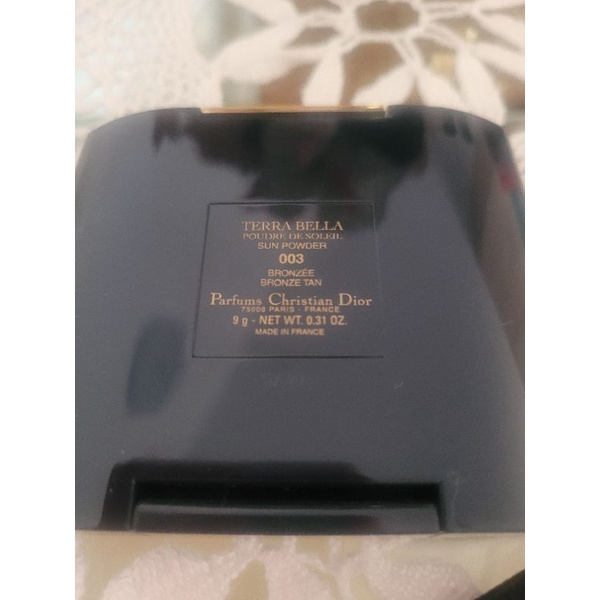 TERRA BELLA
POUDRE DE SOLEIL
SUN POWDER
003
BRONZÉE
BRONZE TAN
Parfums Christian Dior
75008 PARIS - FRANCE
9 g - NET WT. 0.31 OZ.
MADE IN FRANCE